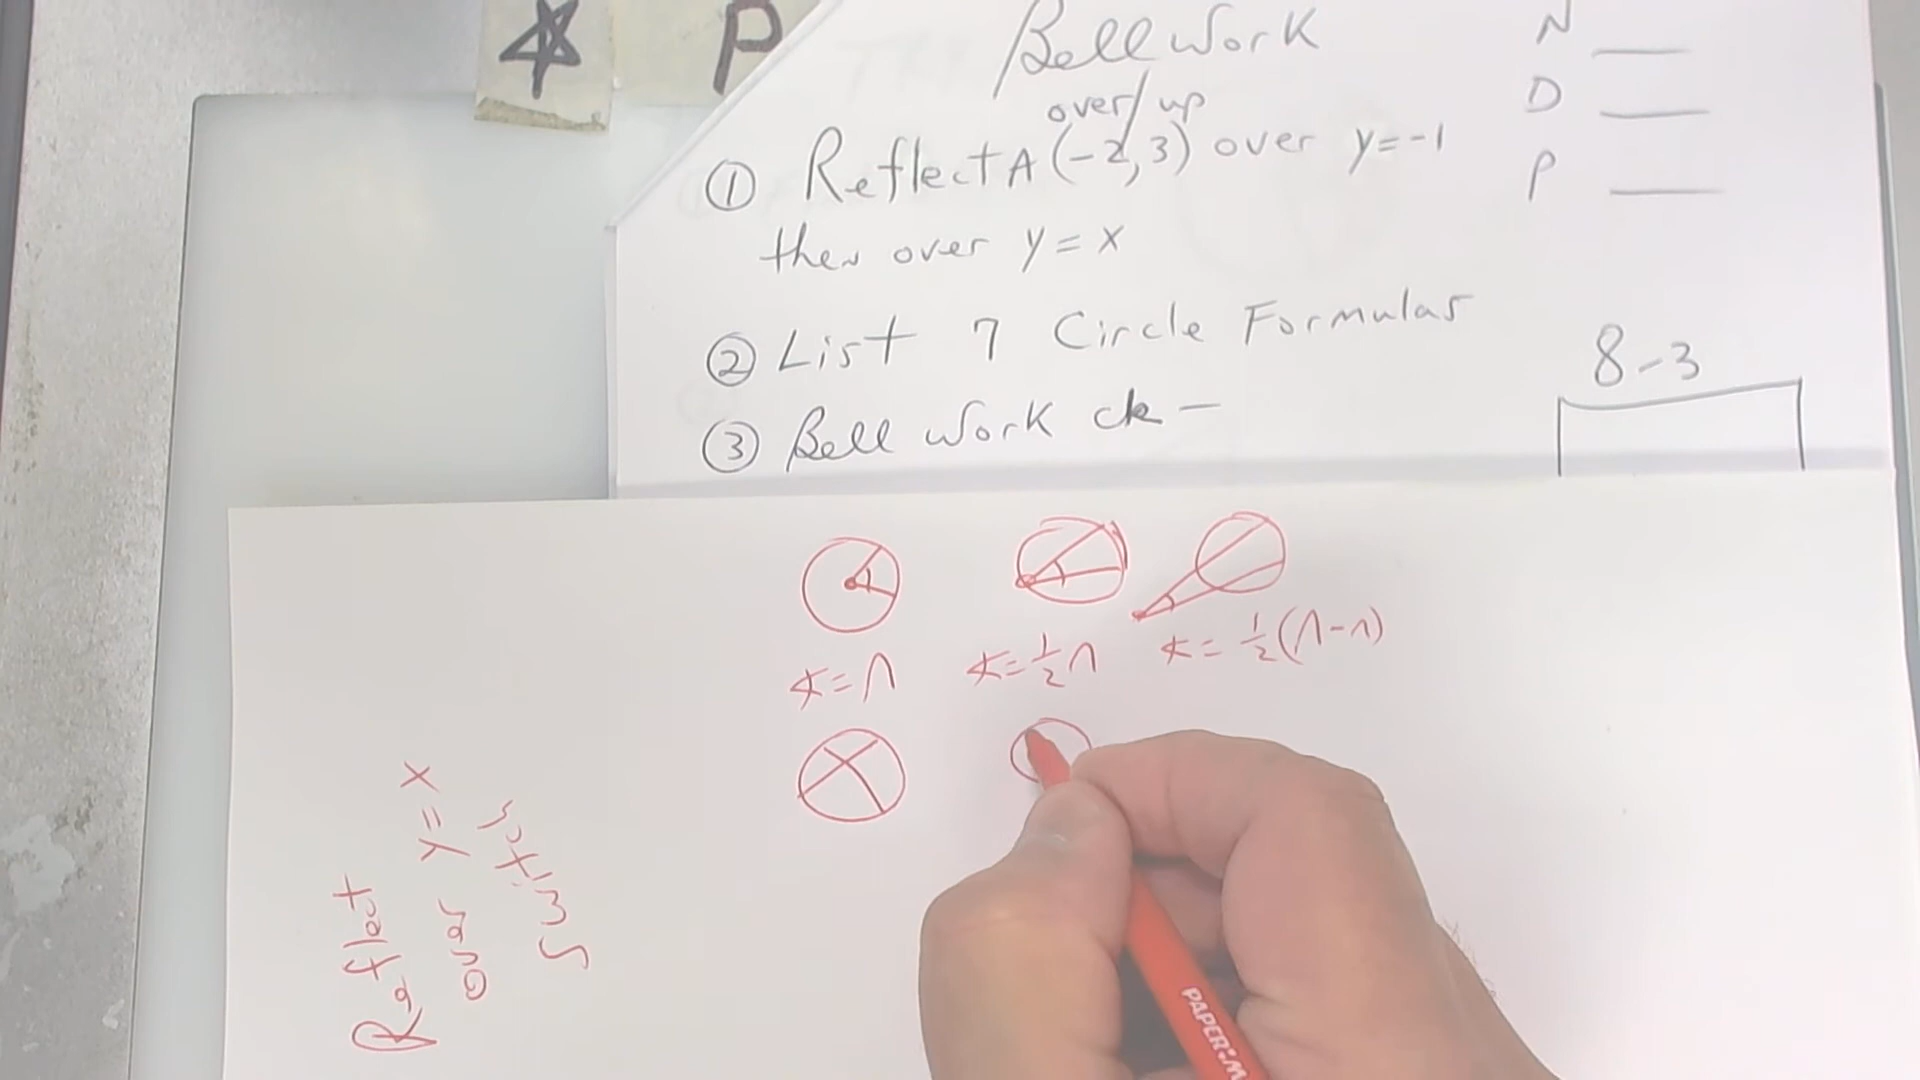 P
Bell Work
over/up
① Reflect A (-2, 3) over y=-1
then over y = x
② List 7 Circle Formulas
③ Bell Work ck -
N
D
P
8-3
∡=∩
∡=½∩
∡= ½(∩-∩)
Reflect
over y=x
switch
PAPER:M